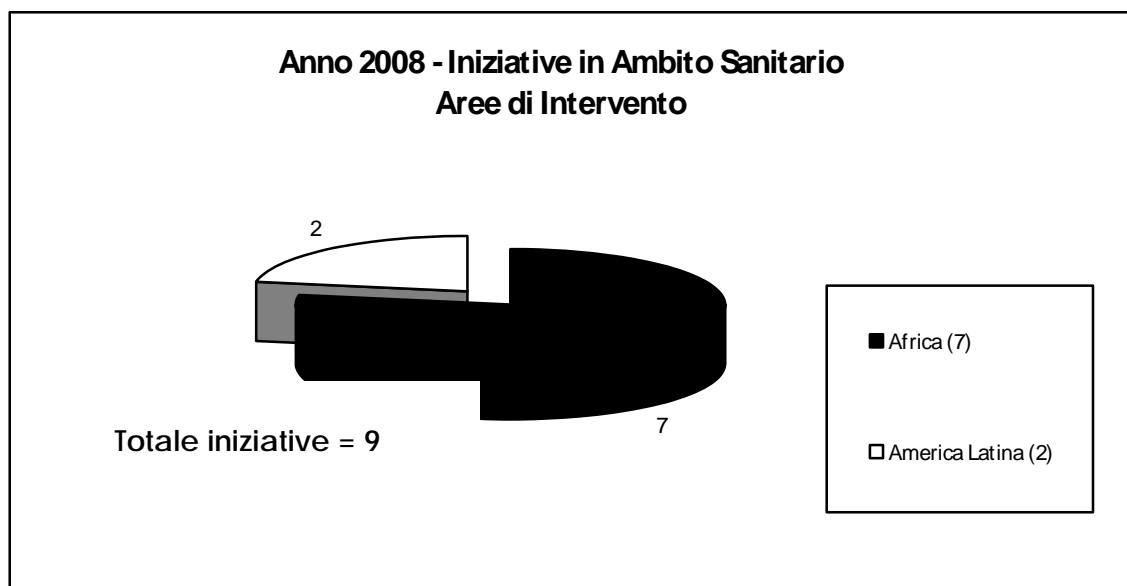 Anno 2008 - Iniziative in Ambito Sanitario
Aree di Intervento
2
7
Totale iniziative = 9
Africa (7)
America Latina (2)